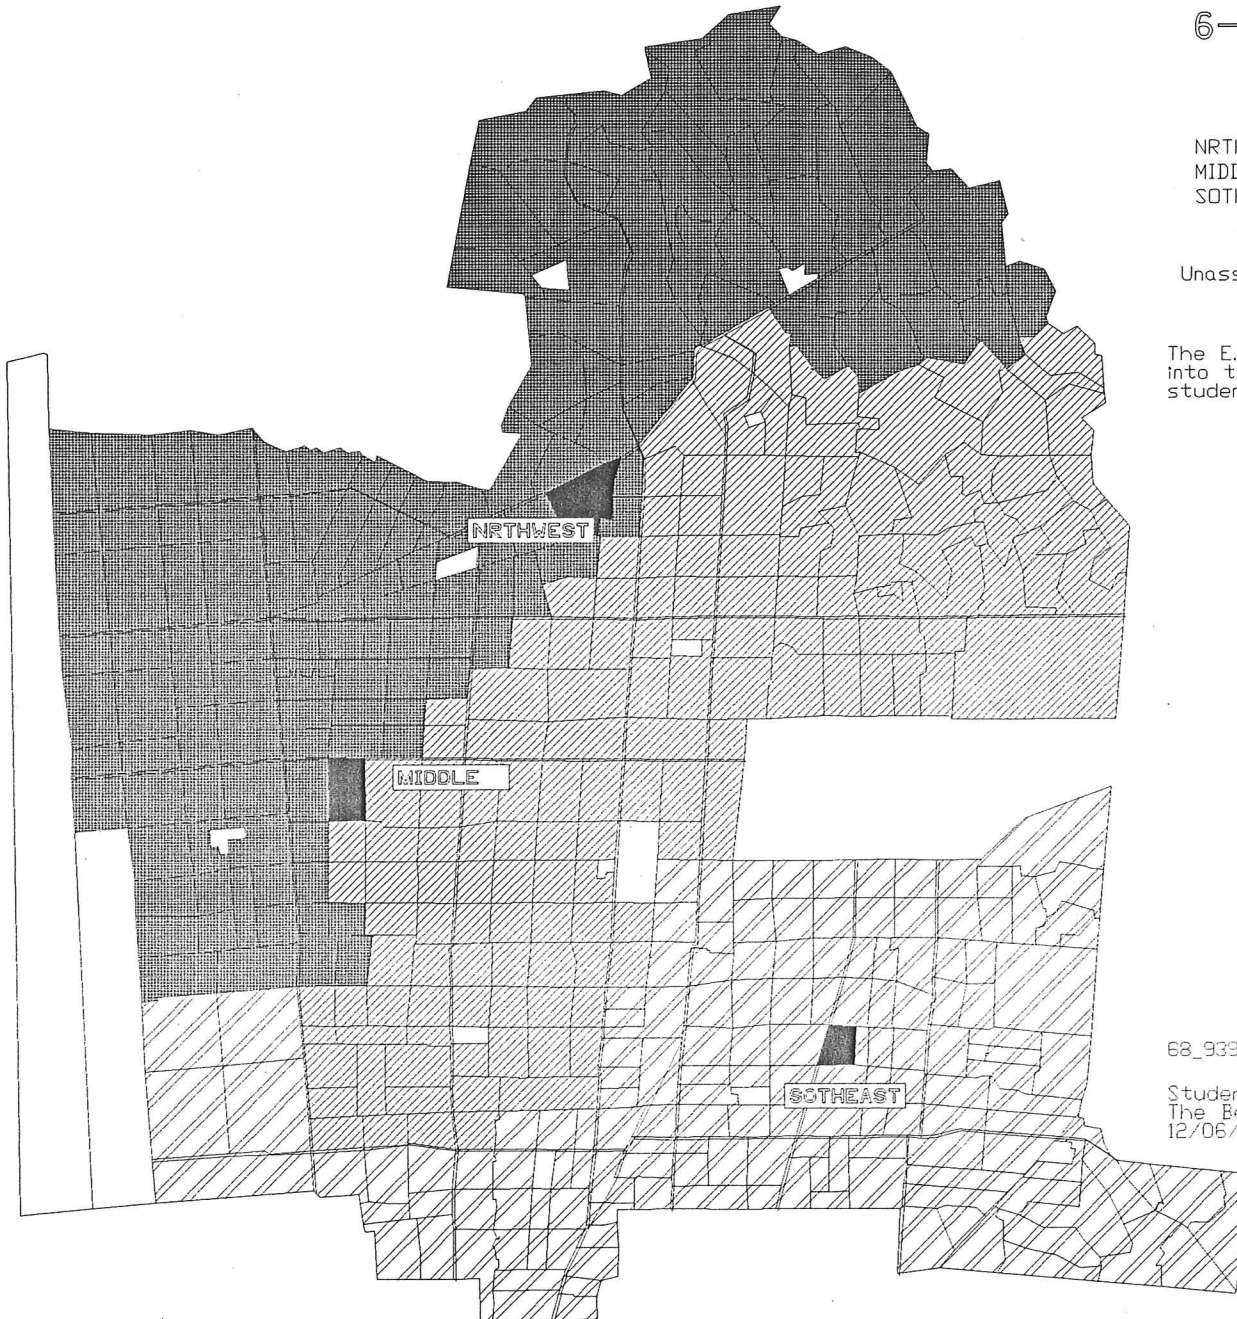 6-
NRTH
MIDD
SOTH
Unass
The E.
into t
studen
NRTHWEST
MIDDLE
SOTHEAST
68_939
Studen
The Be
12/06/